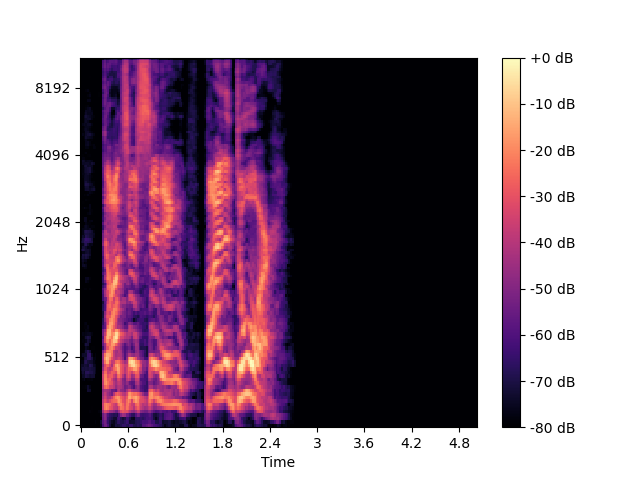 8192
4096
2048
1024
512
0
Hz
0 0.6 1.2 1.8 2.4 3 3.6 4.2 4.8
Time
+0 dB
-10 dB
-20 dB
-30 dB
-40 dB
-50 dB
-60 dB
-70 dB
-80 dB